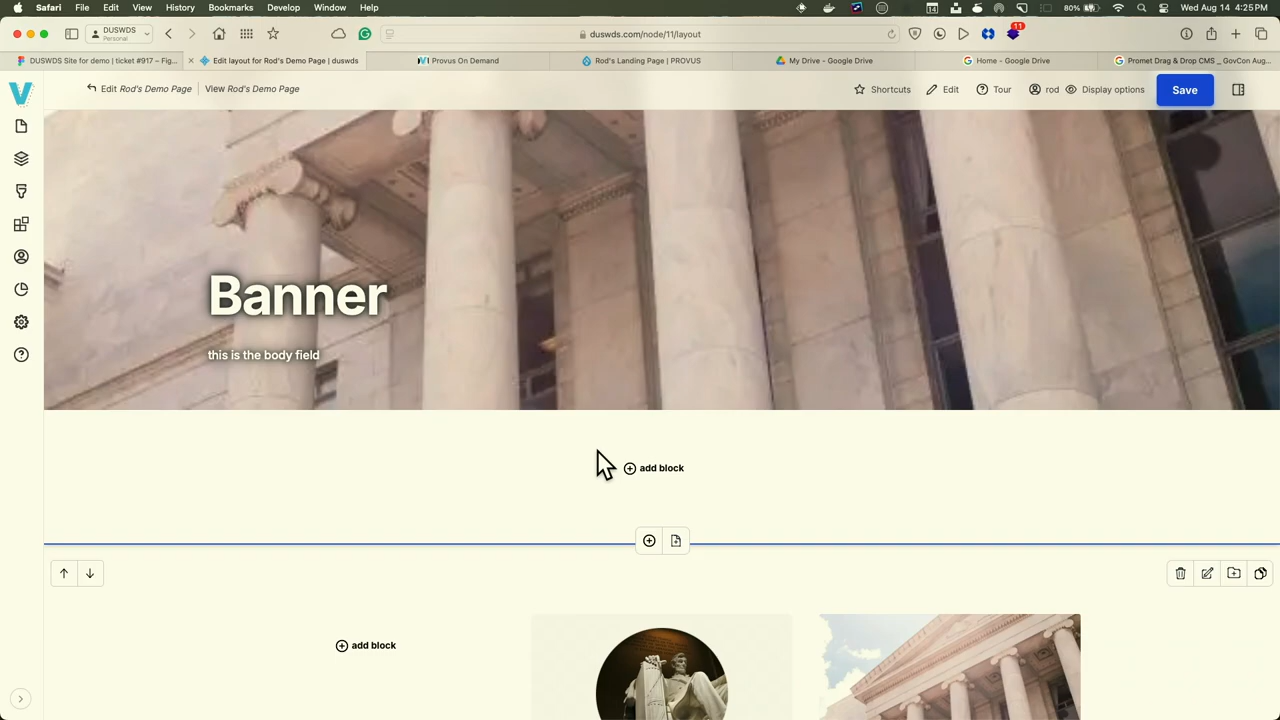 Safari File Edit View History Bookmarks Develop Window Help 80% Wed Aug 14 4:25 PM
DUSWDS
Personal
duswds.com/node/11/layout
11
DUSWDS Site for demo | ticket #917 – Fig...
Edit layout for Rod's Demo Page | duswds
Provus On Demand
Rod's Landing Page | PROVUS
My Drive - Google Drive
Home - Google Drive
Promet Drag & Drop CMS _ GovCon Aug...
Edit Rod's Demo Page
View Rod's Demo Page
Shortcuts
Edit
Tour
rod
Display options
Save
Banner
this is the body field
add block
add block